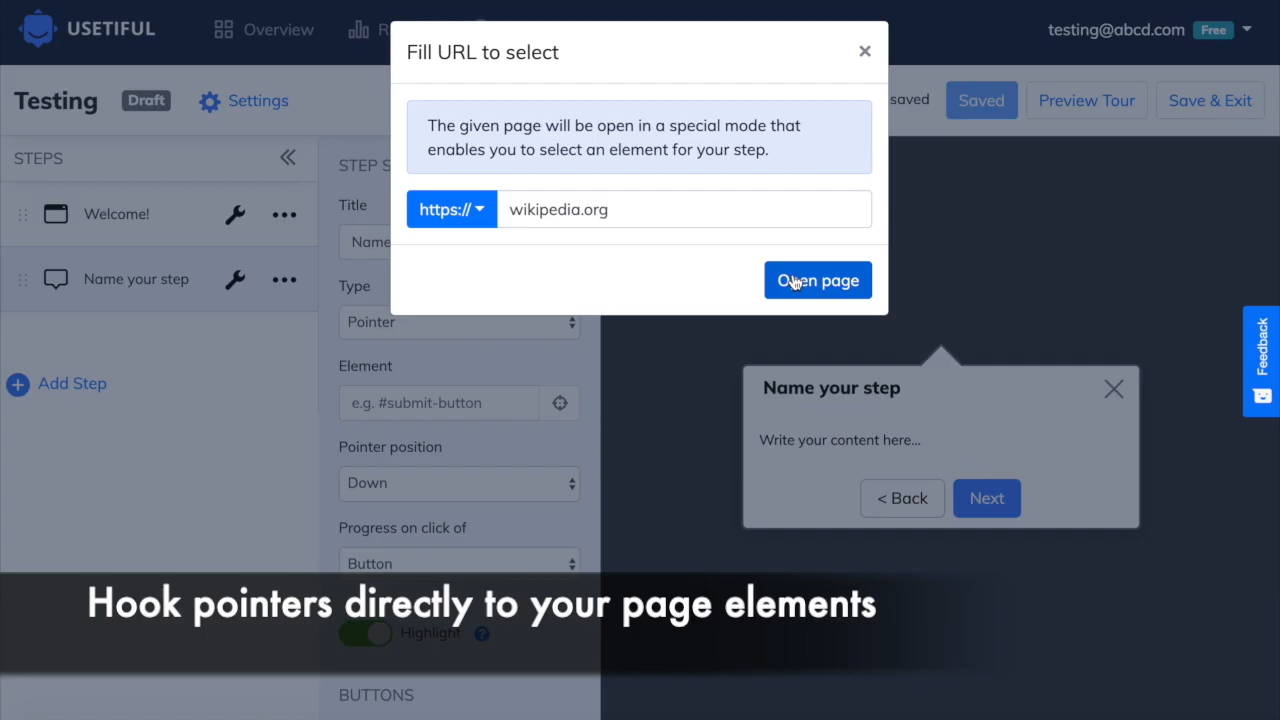 USETIFUL
Overview
R
testing@abcd.com
Free
Testing
Draft
Settings
saved
Saved
Preview Tour
Save & Exit
Fill URL to select
×
The given page will be open in a special mode that
enables you to select an element for your step.
https://
wikipedia.org
Open page
STEPS
Welcome!
Name your step
Add Step
STEP S
Title
Name
Type
Pointer
Element
e.g. #submit-button
Pointer position
Down
Progress on click of
Button
Highlight
?
BUTTONS
Name your step
Write your content here...
< Back
Next
Feedback
Hook pointers directly to your page elements